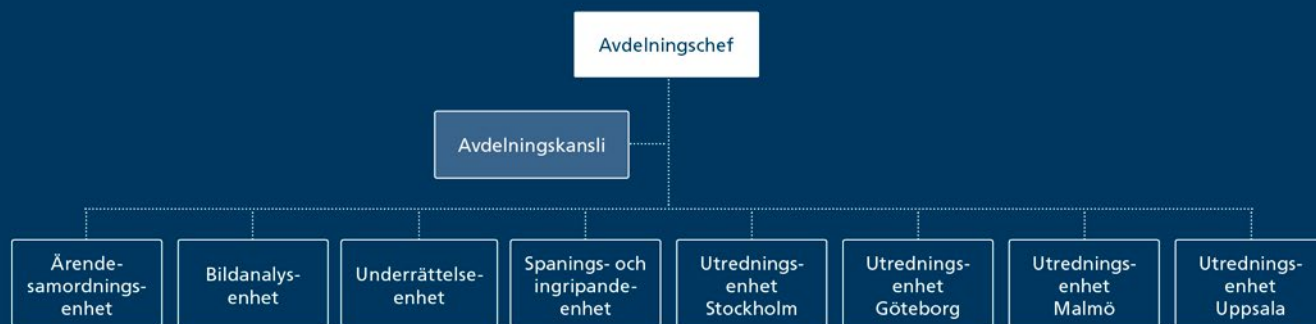 Avdelningschef
Avdelningskansli
Ärende-
samordnings-
enhet
Bildanalys-
enhet
Underrättelse-
enhet
Spanings- och
ingripande-
enhet
Utrednings-
enhet
Stockholm
Utrednings-
enhet
Göteborg
Utrednings-
enhet
Malmö
Utrednings-
enhet
Uppsala